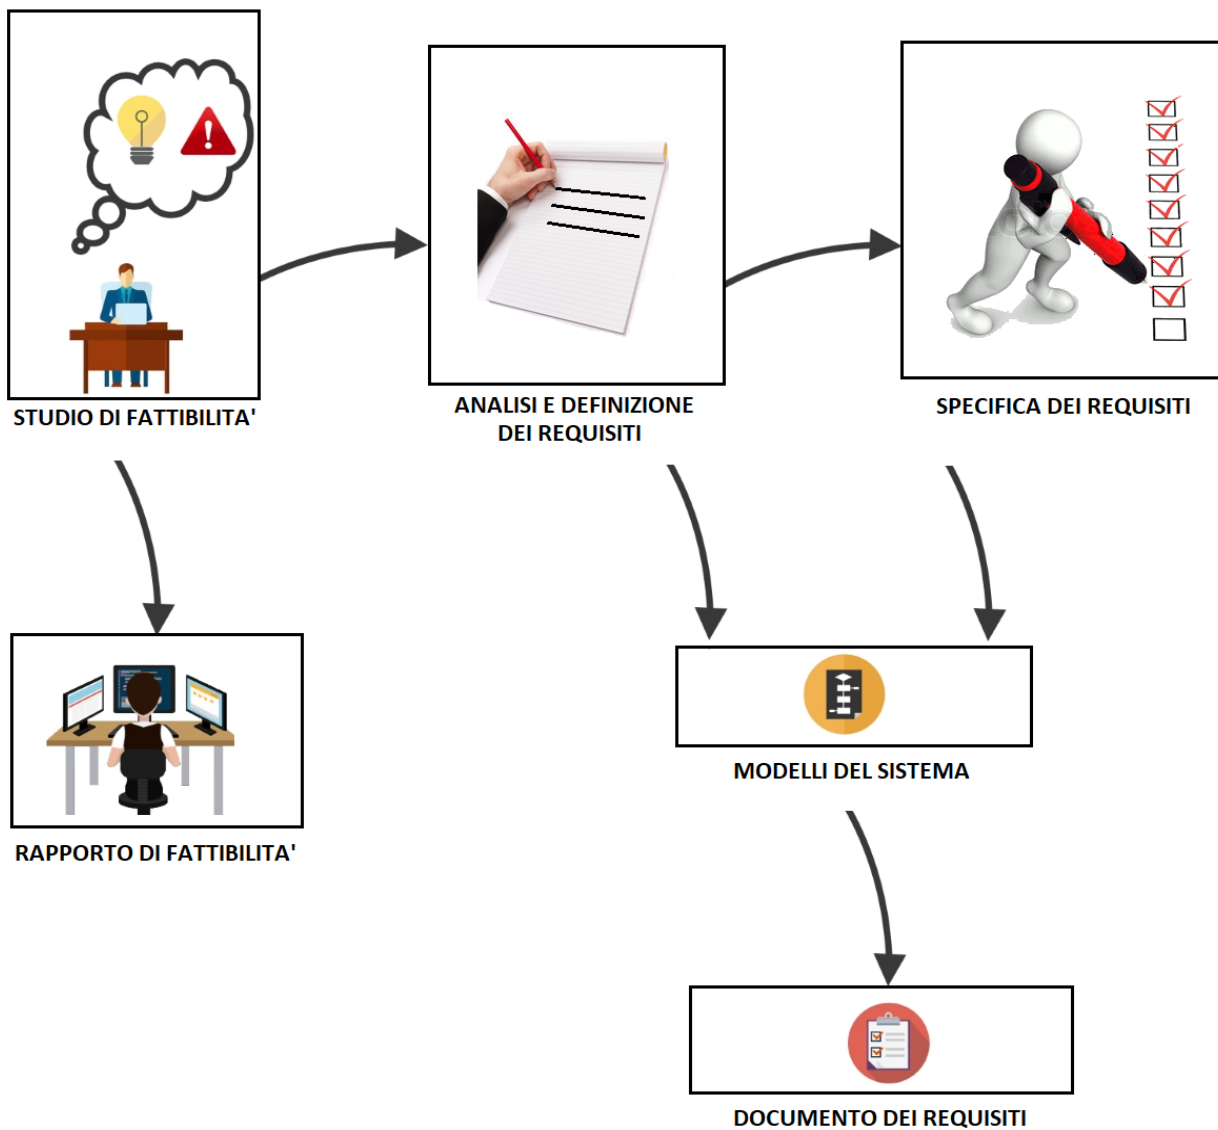 STUDIO DI FATTIBILITA'
ANALISI E DEFINIZIONE
DEI REQUISITI
SPECIFICA DEI REQUISITI
RAPPORTO DI FATTIBILITA'
MODELLI DEL SISTEMA
DOCUMENTO DEI REQUISITI